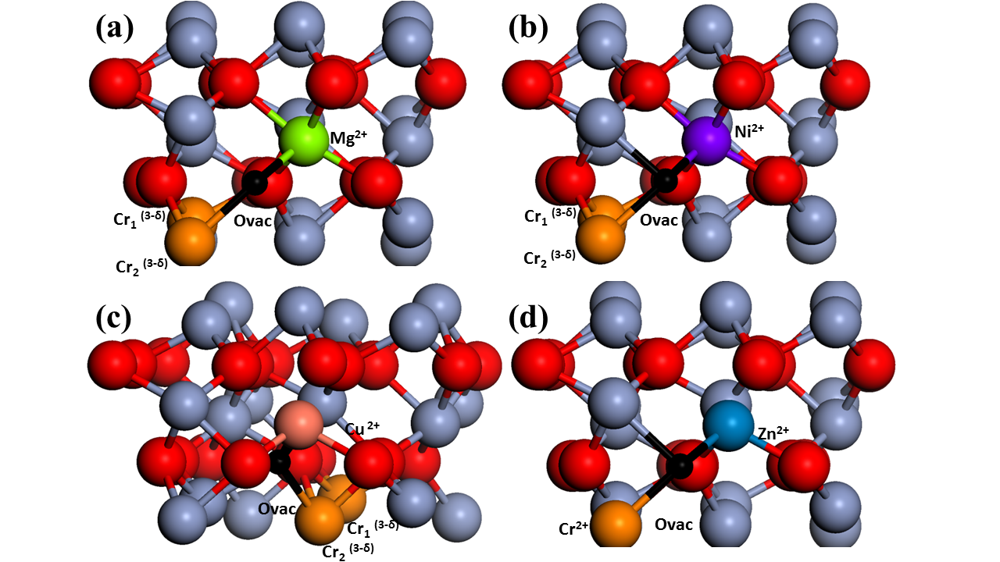 (a)
Mg2+
Cr1 (3-δ)
Ovac
Cr2 (3-δ)
(b)
Ni2+
Cr1 (3-δ)
Ovac
Cr2 (3-δ)
(c)
Cu 2+
Ovac
Cr1 (3-δ)
Cr2 (3-δ)
(d)
Zn2+
Cr2+
Ovac